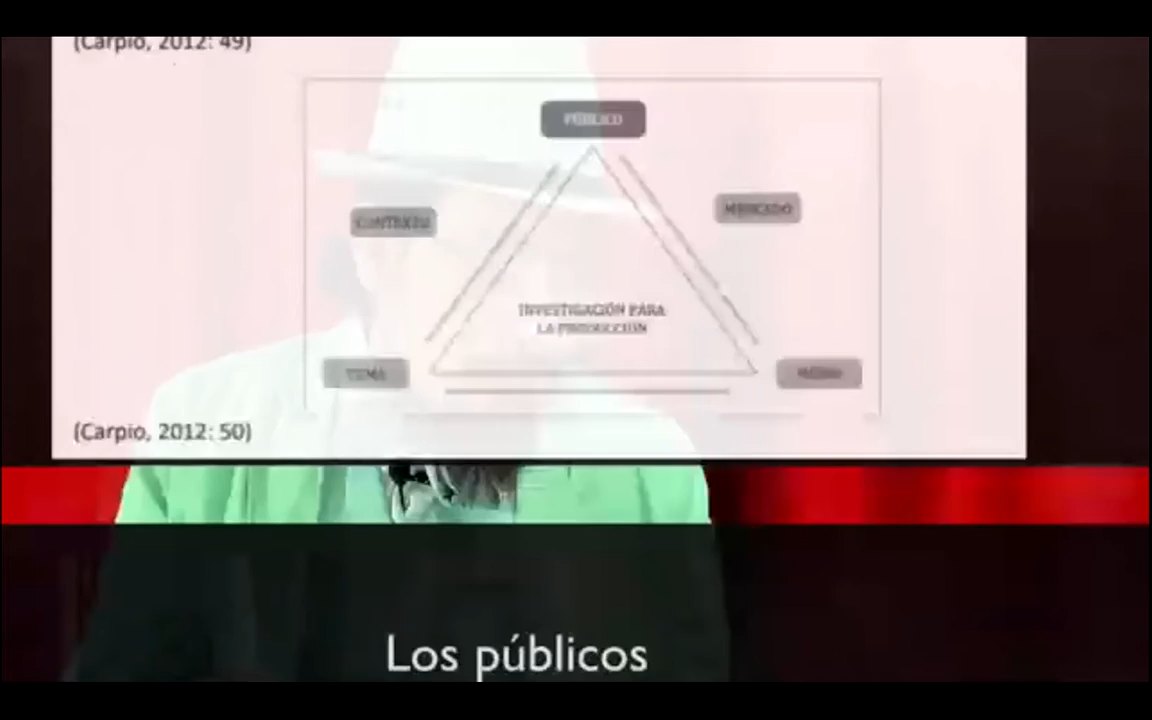 (Carpio, 2012: 49)
PÚBLICO
CONTEXTO
MERCADO
INVESTIGACIÓN PARA
LA PRODUCCIÓN
TEMA
MEDIO
(Carpio, 2012: 50)
Los públicos